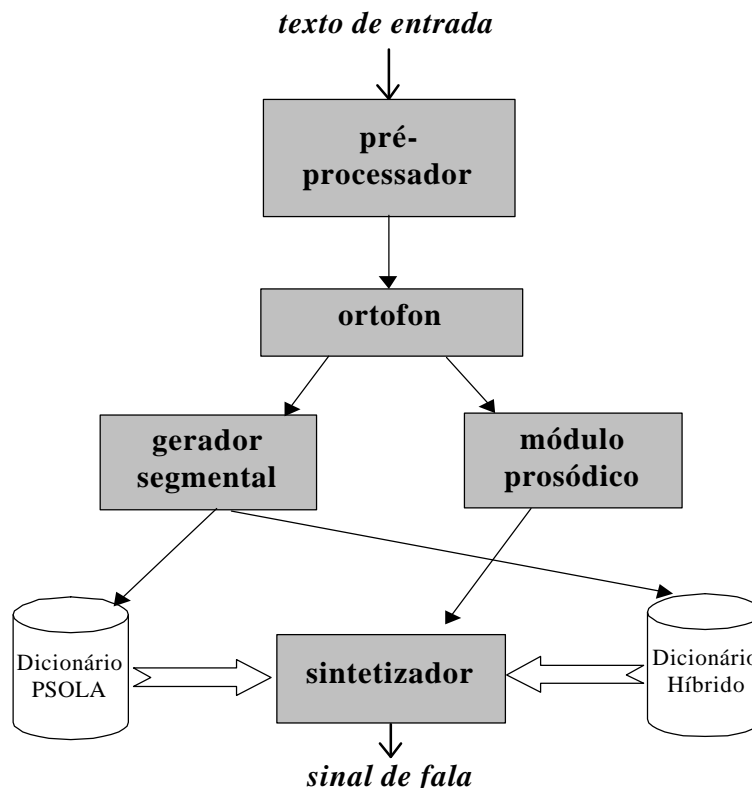 texto de entrada
pré-
processador
ortofon
gerador
segmental
módulo
prosódico
Dicionário
PSOLA
sintetizador
Dicionário
Híbrido
sinal de fala